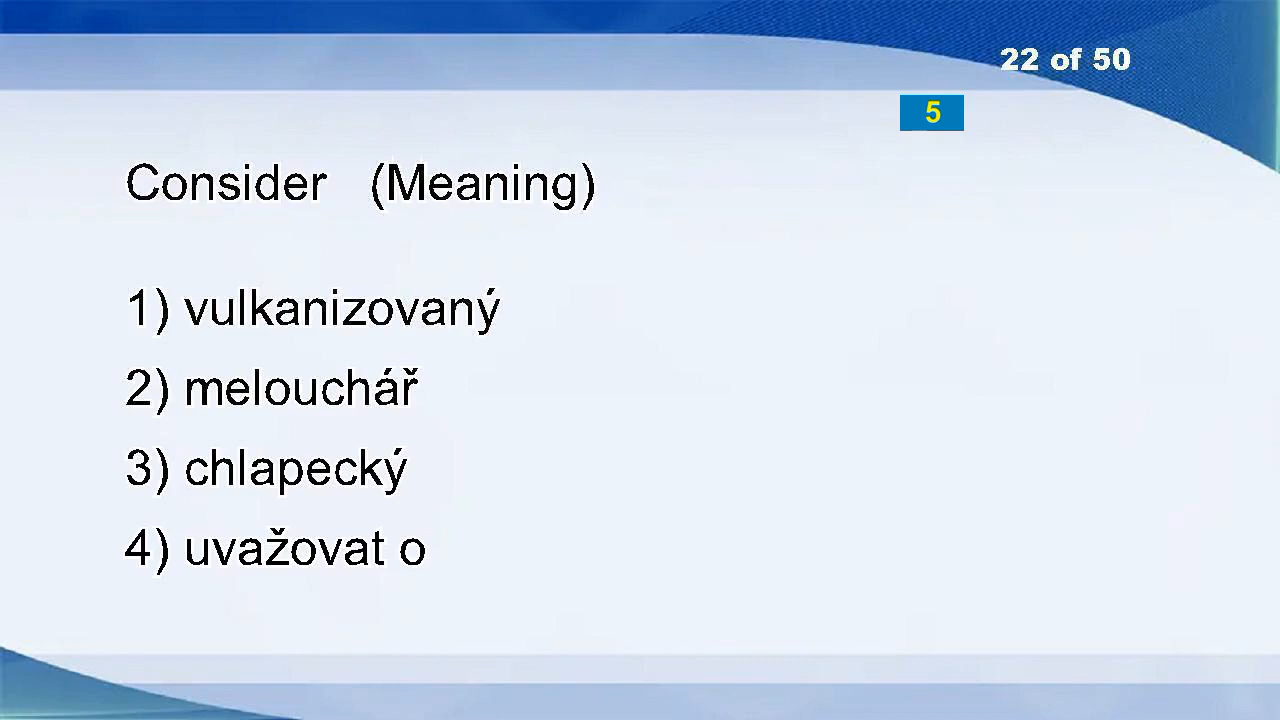 22 of 50
5
Consider (Meaning)
1) vulkanizovaný
2) melouchář
3) chlapecký
4) uvažovat o